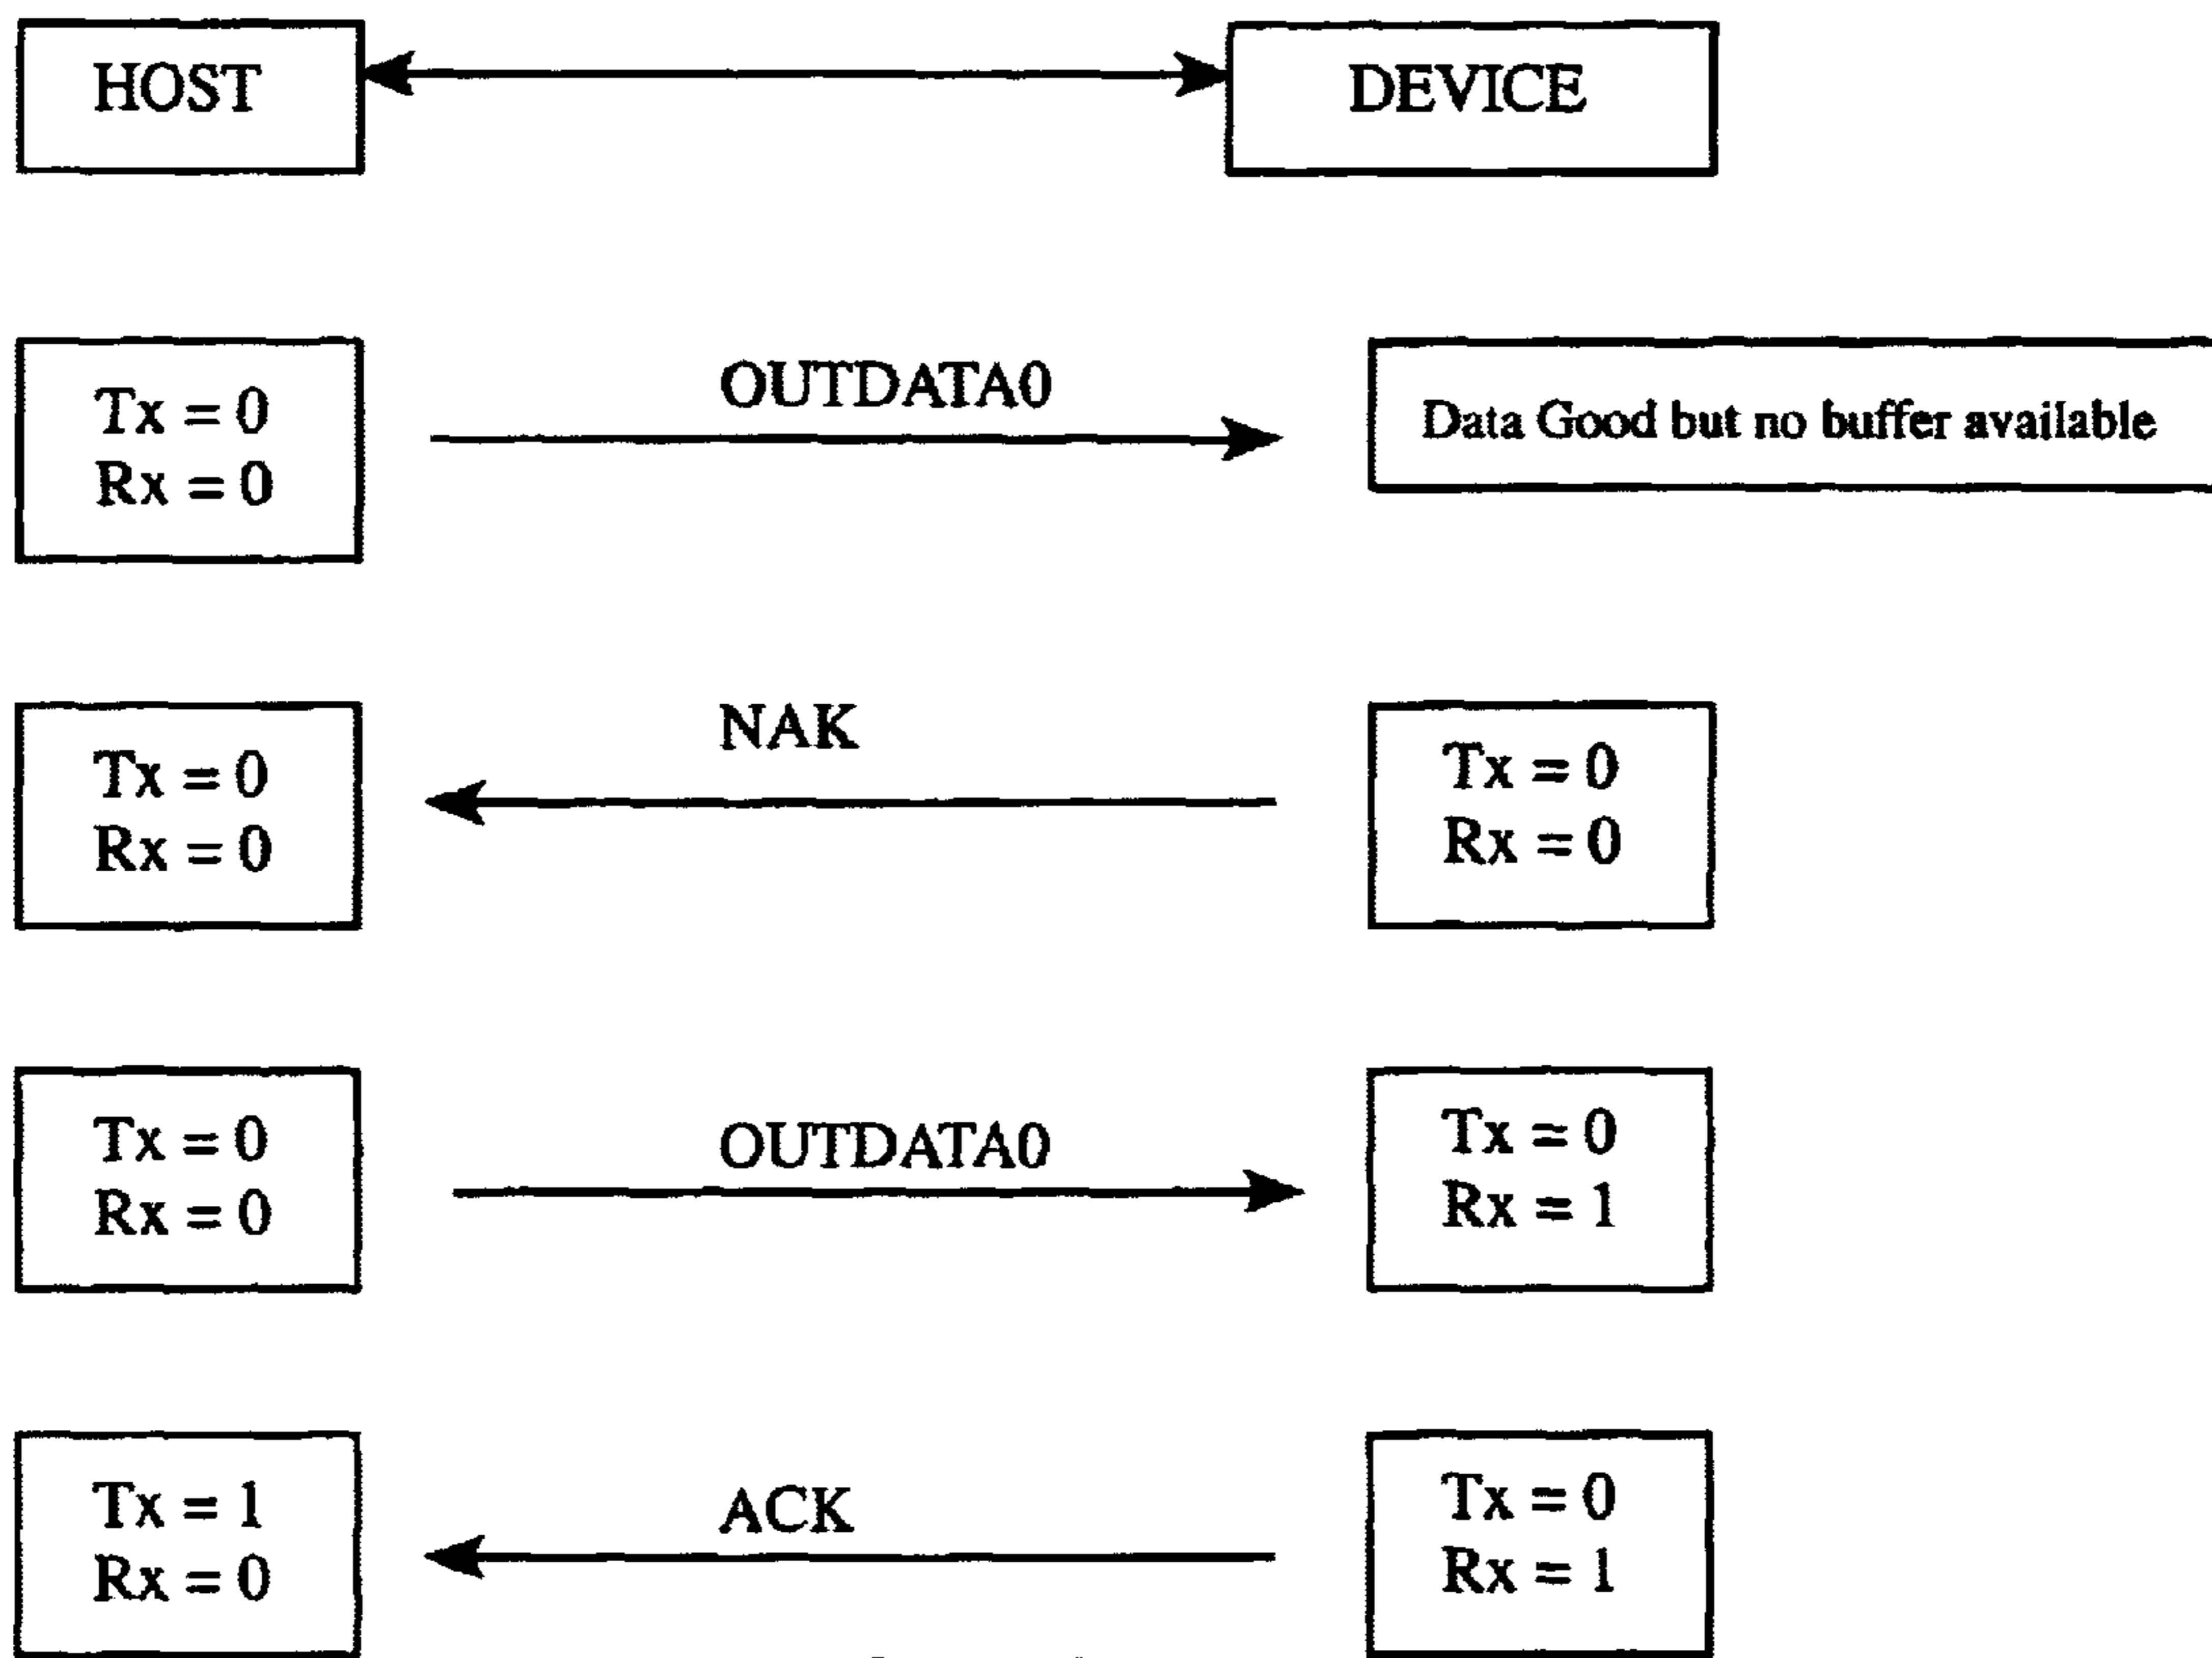 HOST
DEVICE
Tx = 0
Rx = 0
OUTDATA0
Data Good but no buffer available
Tx = 0
Rx = 0
NAK
Tx = 0
Rx = 0
Tx = 0
Rx = 0
OUTDATA0
Tx = 0
Rx = 1
Tx = 1
Rx = 0
ACK
Tx = 0
Rx = 1